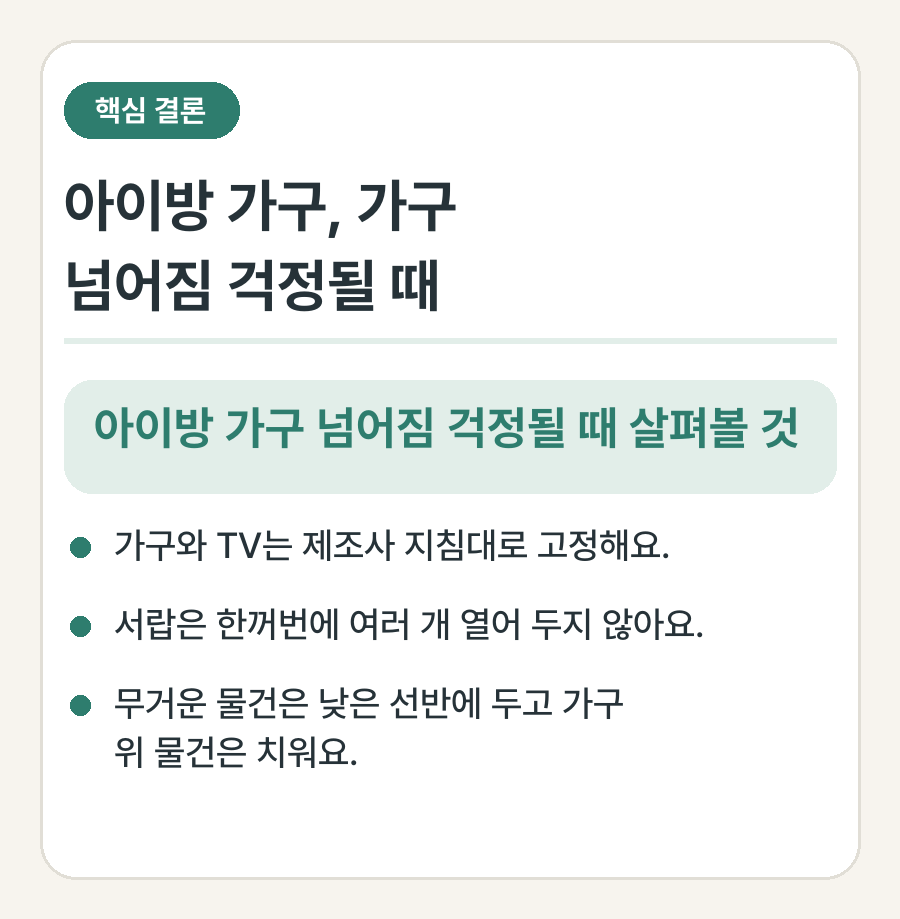 핵심 결론
아이방 가구, 가구
넘어짐 걱정될 때
아이방 가구 넘어짐 걱정될 때 살펴볼 것
가구와 TV는 제조사 지침대로 고정해요.
서랍은 한꺼번에 여러 개 열어 두지 않아요.
무거운 물건은 낮은 선반에 두고 가구
위 물건은 치워요.